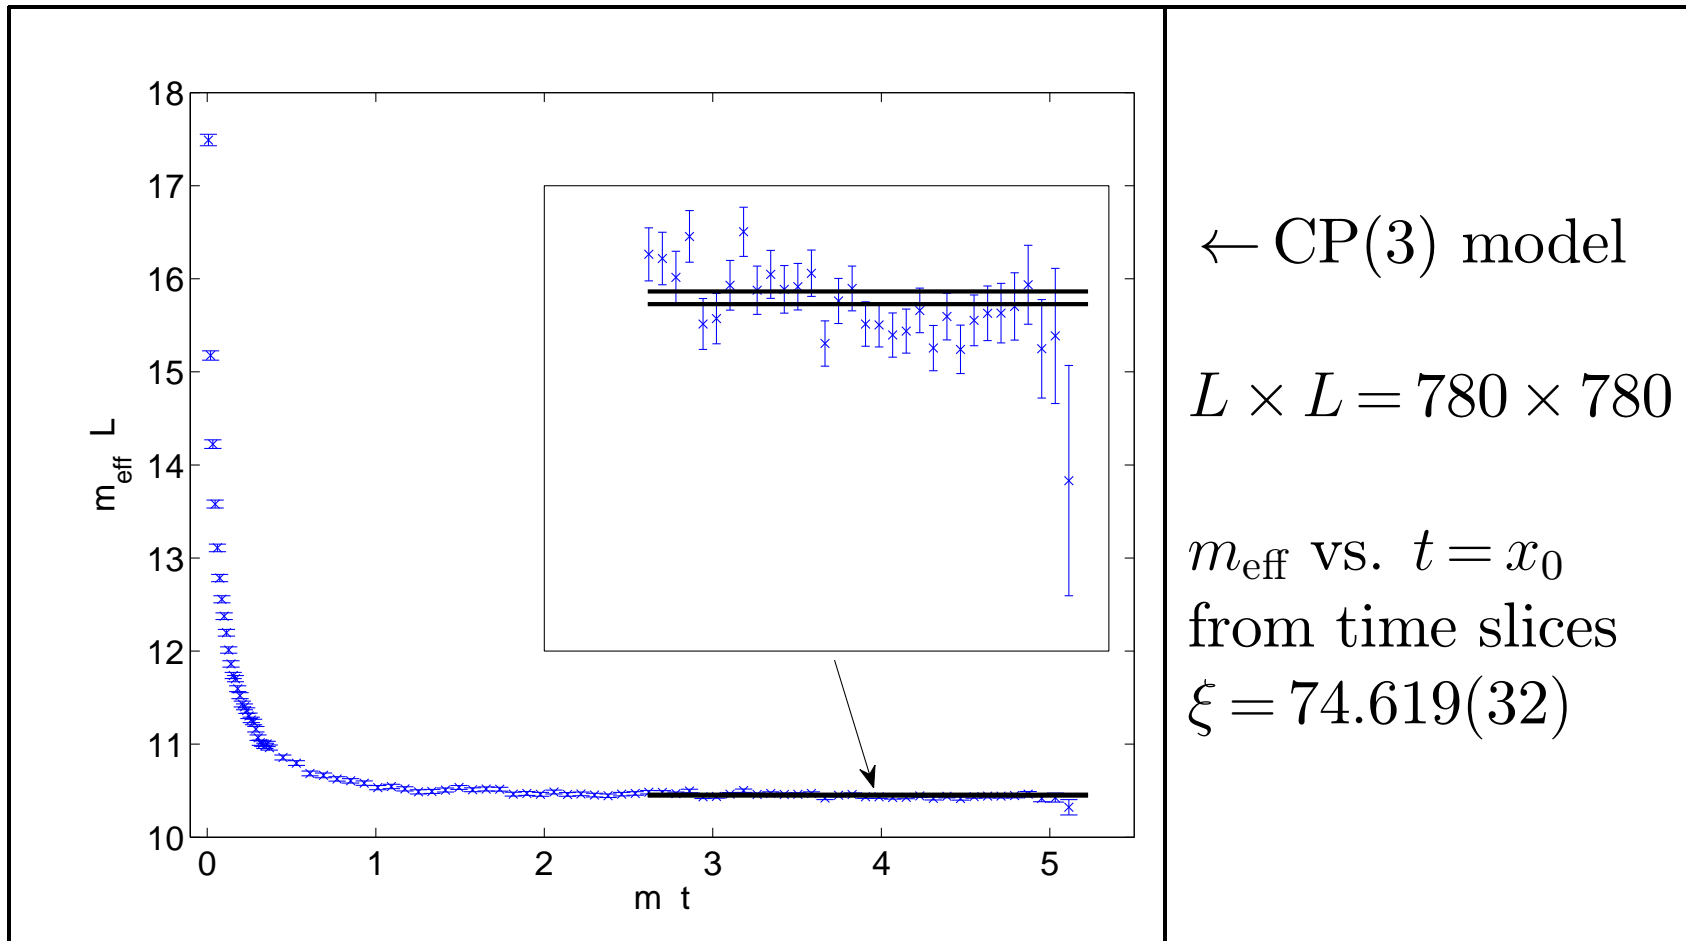 18
17
16
15
14
13
12
11
10
m_eff L
0 1 2 3 4 5
m t
← CP(3) model
L × L = 780 × 780
m_eff vs. t = x_0
from time slices
ξ = 74.619(32)